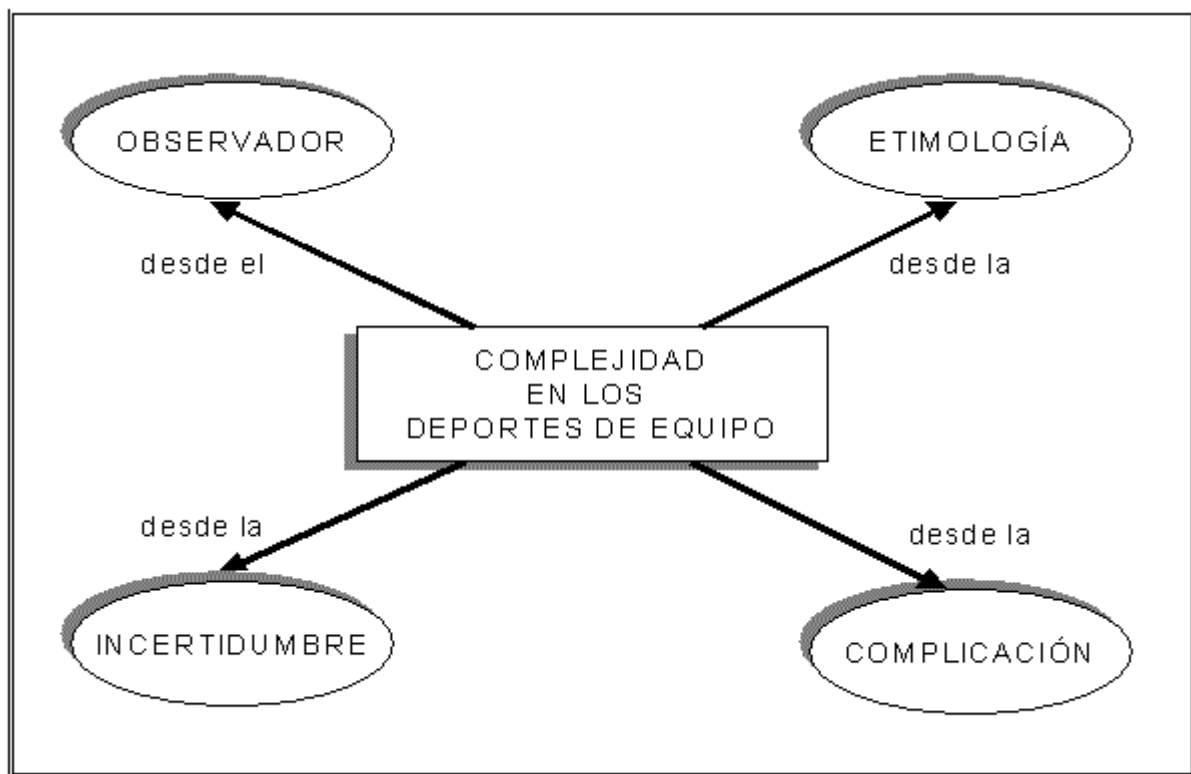 OBSERVADOR
ETIMOLOGÍA
desde el
desde la
COMPLEJIDAD
EN LOS
DEPORTES DE EQUIPO
desde la
desde la
INCERTIDUMBRE
COMPLICACIÓN